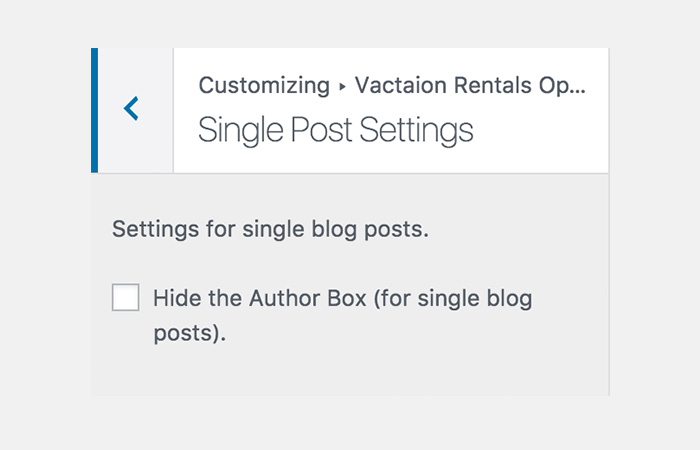 Customizing ▸ Vactaion Rentals Op...
Single Post Settings
Settings for single blog posts.
Hide the Author Box (for single blog
posts).